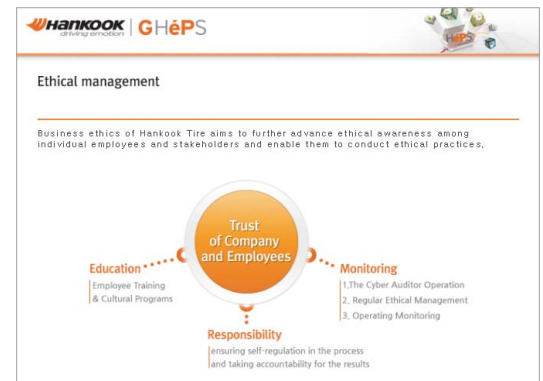 Hankook
driving emotion
GHéPS
HePS
Ethical management
Business ethics of Hankook Tire aims to further advance ethical awareness among
individual employees and stakeholders and enable them to conduct ethical practices,
Trust
of Company
and Employees
Education
Employee Training
& Cultural Programs
Monitoring
1,The Cyber Auditor Operation
2, Regular Ethical Management
3, Operating Monitoring
Responsibility
ensuring self-regulation in the process
and taking accountability for the results